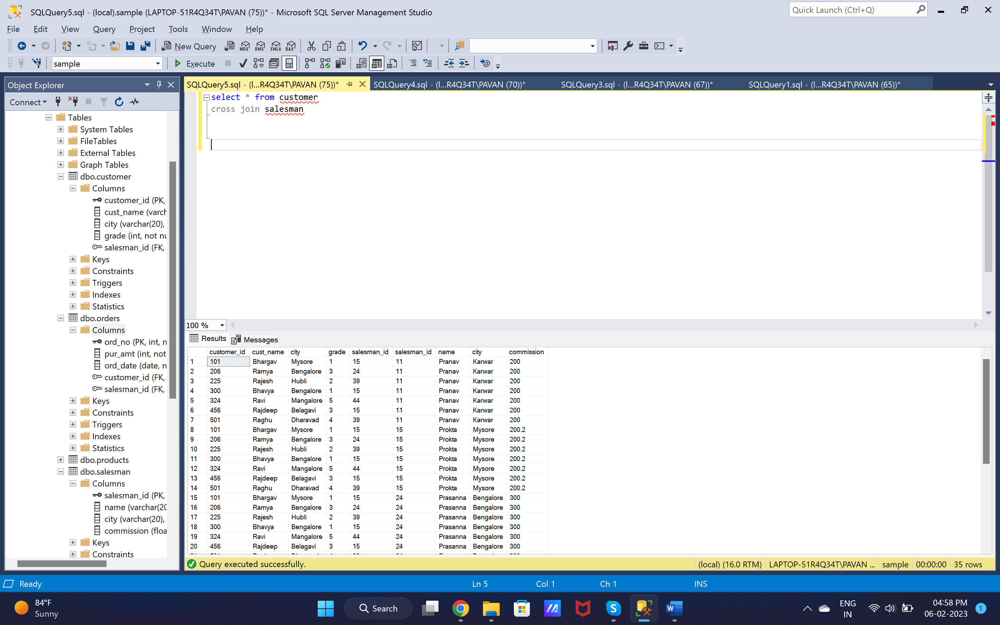 SQLQuery5.sql - (local).sample (LAPTOP-51R4Q34T\PAVAN (75))* - Microsoft SQL Server Management Studio
Quick Launch (Ctrl+Q)
File Edit View Query Project Tools Window Help
New Query MDX DMX XMLA DAX
sample Execute
Object Explorer
SQLQuery5.sql - (l...R4Q34T\PAVAN (75))* SQLQuery4.sql - (l...R4Q34T\PAVAN (70))* SQLQuery3.sql - (l...R4Q34T\PAVAN (67))* SQLQuery1.sql - (l...R4Q34T\PAVAN (65))*
Connect
Tables
System Tables
FileTables
External Tables
Graph Tables
dbo.customer
Columns
customer_id (PK,
cust_name (varch
city (varchar(20),
grade (int, not nu
salesman_id (FK,
Keys
Constraints
Triggers
Indexes
Statistics
dbo.orders
Columns
ord_no (PK, int, n
pur_amt (int, not
ord_date (date, n
customer_id (FK,
salesman_id (FK,
Keys
Constraints
Triggers
Indexes
Statistics
dbo.products
dbo.salesman
Columns
salesman_id (PK,
name (varchar(20
city (varchar(20),
commission (floa
Keys
Constraints
select * from customer
cross join salesman
100 %
Results Messages
customer_id cust_name city grade salesman_id salesman_id name city commission
1 101 Bhargav Mysore 1 15 11 Pranav Karwar 200
2 206 Ramya Bengalore 3 24 11 Pranav Karwar 200
3 225 Rajesh Hubli 2 39 11 Pranav Karwar 200
4 300 Bhavya Bengalore 1 15 11 Pranav Karwar 200
5 324 Ravi Mangalore 5 44 11 Pranav Karwar 200
6 456 Rajdeep Belagavi 3 15 11 Pranav Karwar 200
7 501 Raghu Dharavad 4 39 11 Pranav Karwar 200
8 101 Bhargav Mysore 1 15 15 Prokta Mysore 200.2
9 206 Ramya Bengalore 3 24 15 Prokta Mysore 200.2
10 225 Rajesh Hubli 2 39 15 Prokta Mysore 200.2
11 300 Bhavya Bengalore 1 15 15 Prokta Mysore 200.2
12 324 Ravi Mangalore 5 44 15 Prokta Mysore 200.2
13 456 Rajdeep Belagavi 3 15 15 Prokta Mysore 200.2
14 501 Raghu Dharavad 4 39 15 Prokta Mysore 200.2
15 101 Bhargav Mysore 1 15 24 Prasanna Bengalore 300
16 206 Ramya Bengalore 3 24 24 Prasanna Bengalore 300
17 225 Rajesh Hubli 2 39 24 Prasanna Bengalore 300
18 300 Bhavya Bengalore 1 15 24 Prasanna Bengalore 300
19 324 Ravi Mangalore 5 44 24 Prasanna Bengalore 300
20 456 Rajdeep Belagavi 3 15 24 Prasanna Bengalore 300
Query executed successfully. (local) (16.0 RTM) LAPTOP-51R4Q34T\PAVAN ... sample 00:00:00 35 rows
Ready Ln 5 Col 1 Ch 1 INS
84°F
Sunny
Search
ENG
IN
04:58 PM
06-02-2023
1